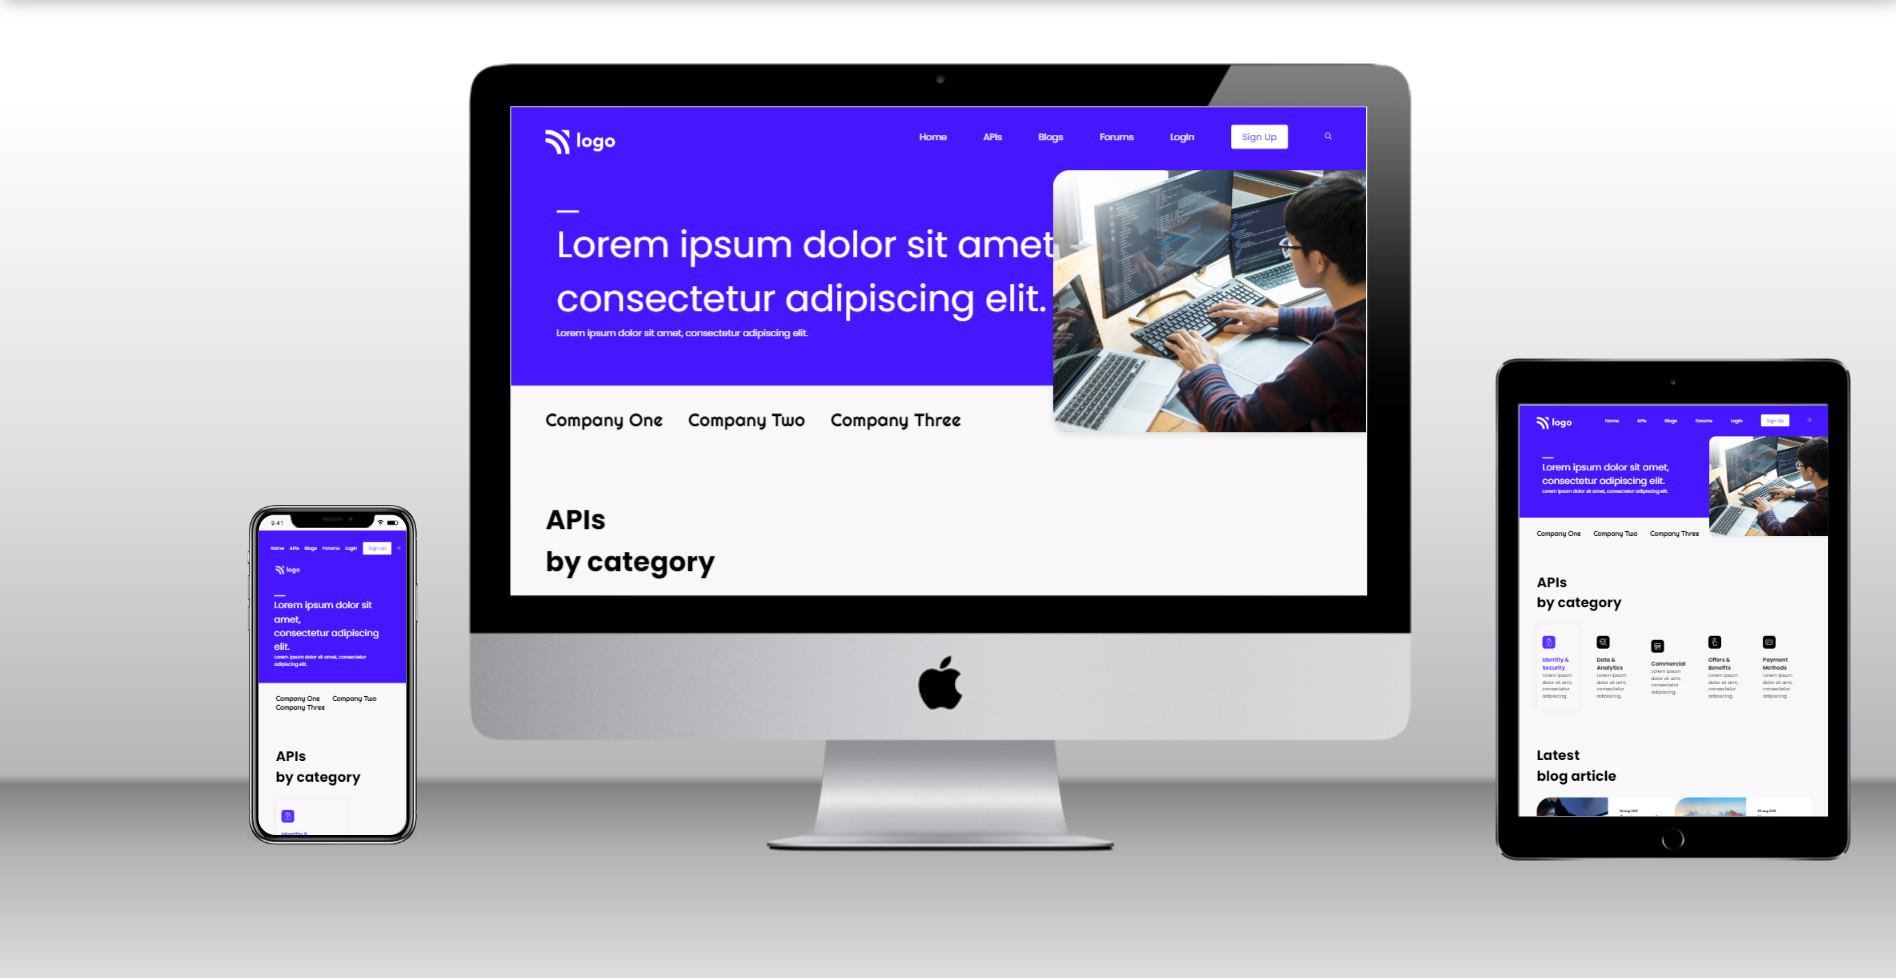 logo
Home APIs Blogs Forums Login Sign Up
Lorem ipsum dolor sit amet
consectetur adipiscing elit.
Lorem ipsum dolor sit amet, consectetur adipiscing elit.
Company One Company Two Company Three
APIs
by category
9:41
Home APIs Blogs Forums Login Sign Up
logo
Lorem ipsum dolor sit
amet,
consectetur adipiscing
elit.
Lorem ipsum dolor sit amet, consectetur
adipiscing elit.
Company One Company Two
Company Three
APIs
by category
Identity &
logo
Home APIs Blogs Forums Login Sign Up
Lorem ipsum dolor sit amet,
consectetur adipiscing elit.
Lorem ipsum dolor sit amet, consectetur adipiscing elit.
Company One Company Two Company Three
APIs
by category
Identity &
Security
Lorem ipsum
dolor sit amt,
consectetur
adipiscing.
Data &
Analytics
Lorem ipsum
dolor sit amt,
consectetur
adipiscing.
Commercial
Lorem ipsum
dolor sit amt,
consectetur
adipiscing.
Offers &
Benefits
Lorem ipsum
dolor sit amt,
consectetur
adipiscing.
Payment
Methods
Lorem ipsum
dolor sit amt,
consectetur
adipiscing.
Latest
blog article